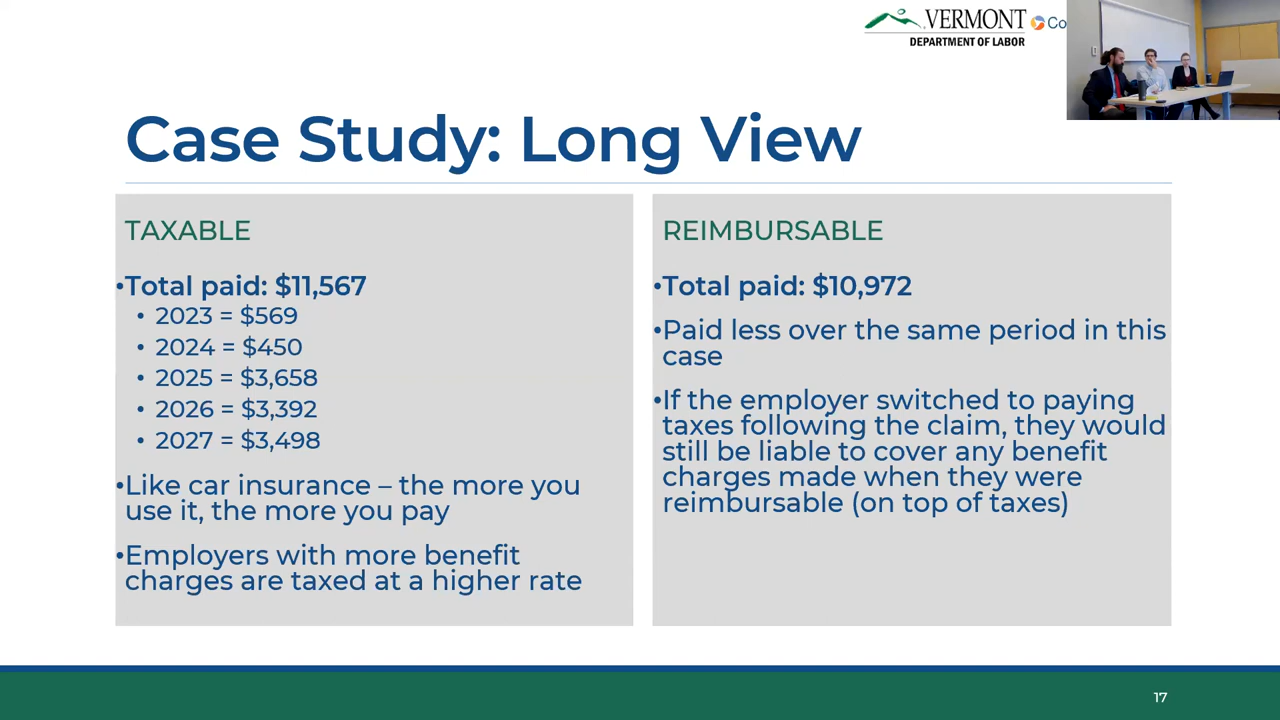 VERMONT
Co
DEPARTMENT OF LABOR
Case Study: Long View
TAXABLE
•Total paid: $11,567
• 2023 = $569
• 2024 = $450
• 2025 = $3,658
• 2026 = $3,392
• 2027 = $3,498
•Like car insurance – the more you
use it, the more you pay
•Employers with more benefit
charges are taxed at a higher rate
REIMBURSABLE
•Total paid: $10,972
•Paid less over the same period in this
case
•If the employer switched to paying
taxes following the claim, they would
still be liable to cover any benefit
charges made when they were
reimbursable (on top of taxes)
17